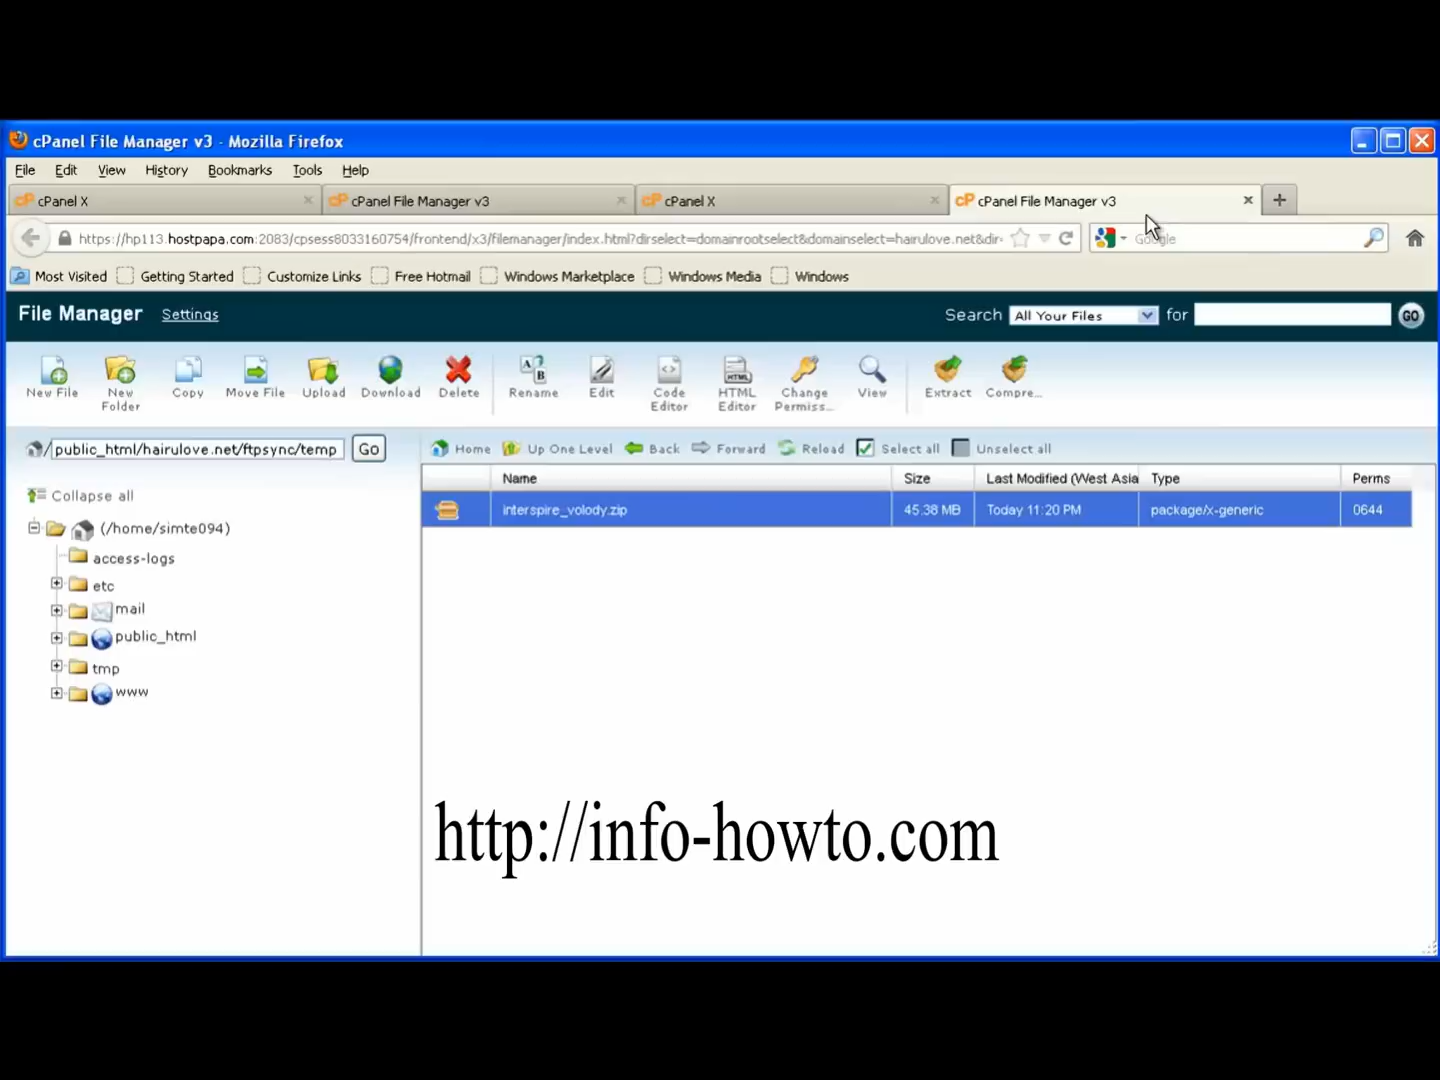 cPanel File Manager v3 - Mozilla Firefox
File Edit View History Bookmarks Tools Help
cP cPanel X cP cPanel File Manager v3 cP cPanel X cP cPanel File Manager v3
https://hp113.hostpapa.com:2083/cpsess8033160754/frontend/x3/filemanager/index.html?dirselect=domainrootselect&domainselect=hairulove.net&dir- Google
Most Visited Getting Started Customize Links Free Hotmail Windows Marketplace Windows Media Windows
File Manager Settings Search All Your Files for GO
New File New Folder Copy Move File Upload Download Delete Rename Edit Code Editor HTML Editor Change Permiss... View Extract Compre...
/ public_html/hairulove.net/ftpsync/temp Go Home Up One Level Back Forward Reload Select all Unselect all
Name Size Last Modified (West Asia Type Perms
Collapse all
interspire_volody.zip 45.38 MB Today 11:20 PM package/x-generic 0644
(/home/simte094)
access-logs
etc
mail
public_html
tmp
www
http://info-howto.com